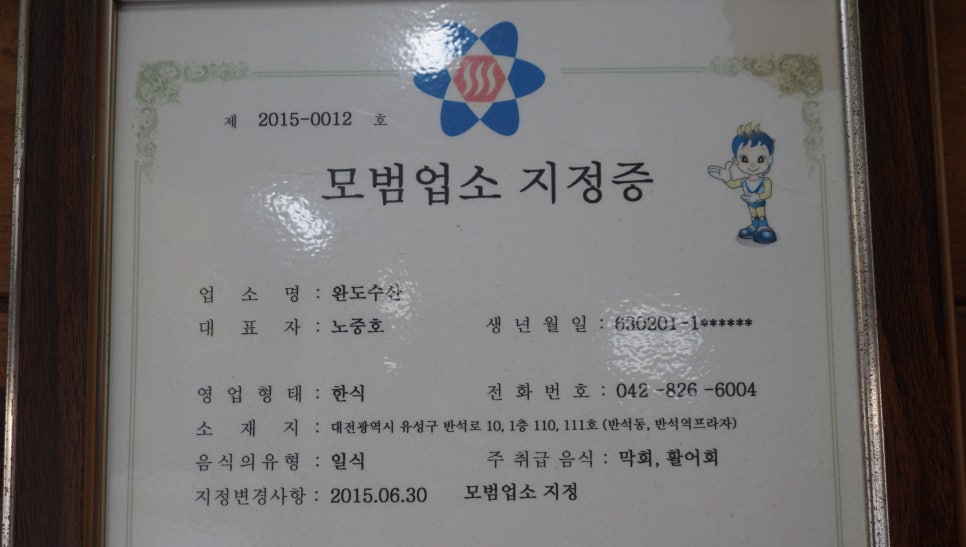 제 2015-0012 호
모범업소 지정증
업 소 명 : 완도수산
대 표 자 : 노중호 생 년 월 일 : 630201-1******
영 업 형 태 : 한식 전 화 번 호 : 042 -826 -6004
소 재 지 : 대전광역시 유성구 반석로 10, 1층 110, 111호 (반석동, 반석역프라자)
음식의유형 : 일식 주 취급 음식 : 막회, 활어회
지정변경사항 : 2015.06.30 모범업소 지정